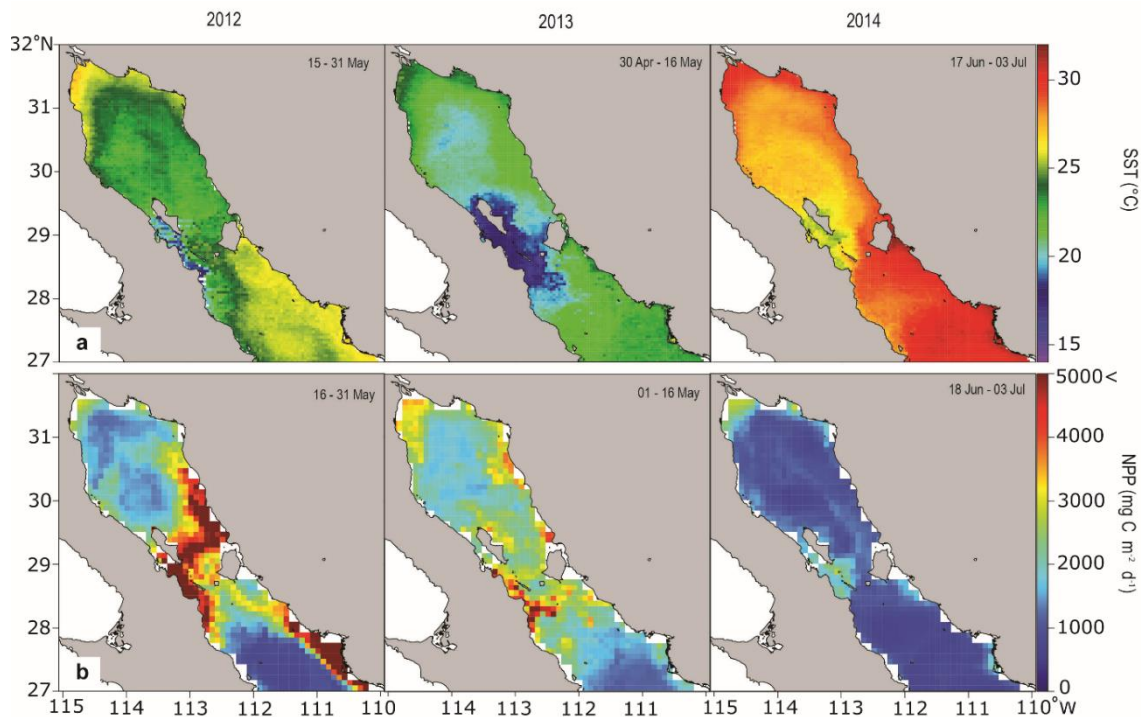 2012 2013 2014
32°N
15 - 31 May 30 Apr - 16 May 17 Jun - 03 Jul
31
30
29
28
27
a
30
25
20
15
SST (°C)
16 - 31 May 01 - 16 May 18 Jun - 03 Jul
31
30
29
28
27
b
5000<
4000
3000
2000
1000
0
NPP (mg C m⁻² d⁻¹)
115 114 113 112 111 110 114 113 112 111 115 114 113 112 111 110°W